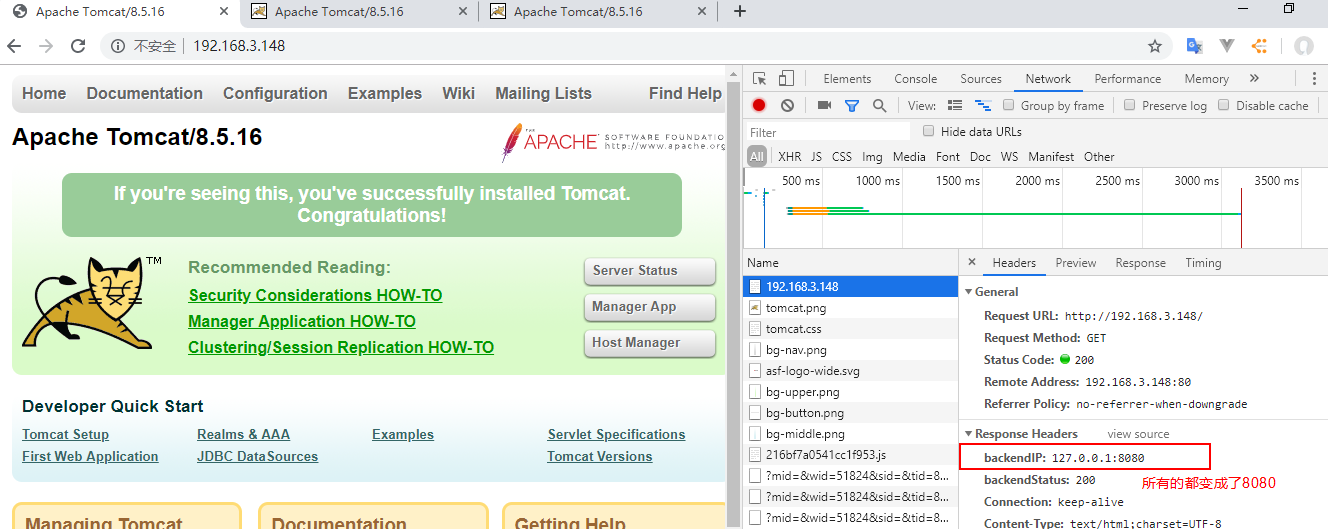 Apache Tomcat/8.5.16
Apache Tomcat/8.5.16
Apache Tomcat/8.5.16
不安全
192.168.3.148
Home Documentation Configuration Examples Wiki Mailing Lists Find Help
Apache Tomcat/8.5.16
THE
APACHE
SOFTWARE FOUNDATIO
http://www.apache.org
If you're seeing this, you've successfully installed Tomcat.
Congratulations!
TM
Recommended Reading:
Security Considerations HOW-TO
Manager Application HOW-TO
Clustering/Session Replication HOW-TO
Server Status
Manager App
Host Manager
Developer Quick Start
Tomcat Setup
Realms & AAA
Examples
Servlet Specifications
First Web Application
JDBC DataSources
Tomcat Versions
Managing Tomcat
Documentation
Getting Help
Elements Console Sources Network Performance Memory »
View: Group by frame Preserve log Disable cache
Filter
Hide data URLs
All XHR JS CSS Img Media Font Doc WS Manifest Other
500 ms 1000 ms 1500 ms 2000 ms 2500 ms 3000 ms 3500 ms
Name
192.168.3.148
tomcat.png
tomcat.css
bg-nav.png
asf-logo-wide.svg
bg-upper.png
bg-button.png
bg-middle.png
216bf7a0541cc1f953.js
?mid=&wid=51824&sid=&tid=8...
?mid=&wid=51824&sid=&tid=8...
?mid=&wid=51824&sid=&tid=8...
Headers Preview Response Timing
General
Request URL: http://192.168.3.148/
Request Method: GET
Status Code: 200
Remote Address: 192.168.3.148:80
Referrer Policy: no-referrer-when-downgrade
Response Headers view source
backendIP: 127.0.0.1:8080
backendStatus: 200
所有的都变成了8080
Connection: keep-alive
Content-Type: text/html;charset=UTF-8